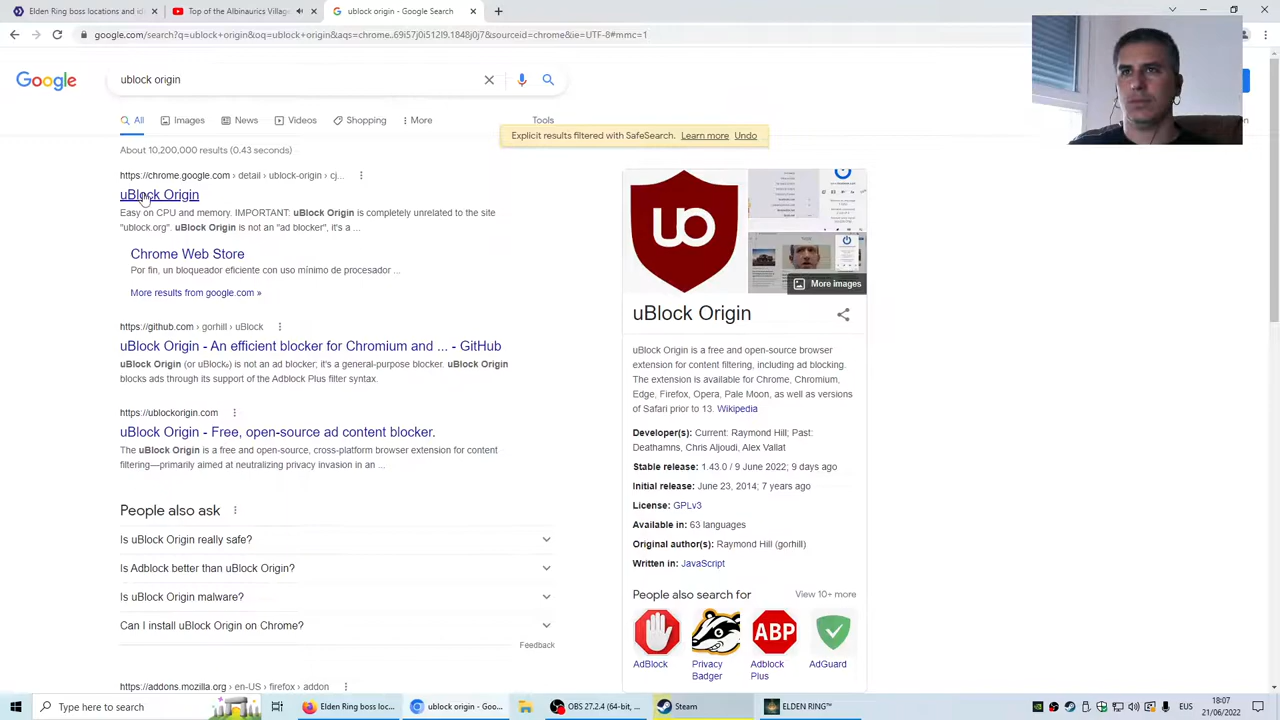 Elden Ring boss locations and id
Top of the Albinaurics Village
ublock origin - Google Search
google.com/search?q=ublock+origin&oq=ublock+origin&aqs=chrome..69i57j0i512l9.1848j0j7&sourceid=chrome&ie=UTF-8#mmc=1
Google
ublock origin
All
Images
News
Videos
Shopping
More
Tools
Explicit results filtered with SafeSearch. Learn more Undo
About 10,200,000 results (0.43 seconds)
https://chrome.google.com › detail › ublock-origin › cj...
uBlock Origin
PU and mem IMPORTANT: uBlock Origin is completely unrelated to the site
uBlock Origin is not an "ad blocker", it's a ...
Chrome Web Store
Por fin un bloqueador eficiente con uso mínimo de procesador ...
ore results from google.com »
https://github.com › gorhill › uBlock
uBlock Origin - An efficient blocker for Chromium and ... - GitHub
uBlock Origin (or uBlock₀) is not an ad blocker; it's a general-purpose blocker. uBlock Origin
blocks ads through its support of the Adblock Plus filter syntax.
https://ublockorigin.com
uBlock Origin - Free, open-source ad content blocker.
The uBlock Origin is a free and open-source, cross-platform browser extension for content
filtering—primarily aimed at neutralizing privacy invasion in an ...
People also ask
Is uBlock Origin really safe?
Is Adblock better than uBlock Origin?
Is uBlock Origin malware?
Can I install uBlock Origin on Chrome?
Feedback
https://addons.mozilla.org › en-US › firefox › addon
uo
More images
uBlock Origin
uBlock Origin is a free and open-source browser
extension for content filtering, including ad blocking.
The extension is available for Chrome, Chromium,
Edge, Firefox, Opera, Pale Moon, as well as versions
of Safari prior to 13. Wikipedia
Developer(s): Current: Raymond Hill; Past:
Deathamns, Chris Aljoudi, Alex Vallat
Stable release: 1.43.0 / 9 June 2022; 9 days ago
Initial release: June 23, 2014; 7 years ago
License: GPLv3
Available in: 63 languages
Original author(s): Raymond Hill (gorhill)
Written in: JavaScript
People also search for
View 10+ more
ABP
AdBlock
Privacy
Badger
Adblock
Plus
AdGuard
Type here to search
Elden Ring boss loc...
ublock origin - Goo...
OBS 27.2.4 (64-bit, ...
Steam
ELDEN RING™
EUS
18:07
21/06/2022